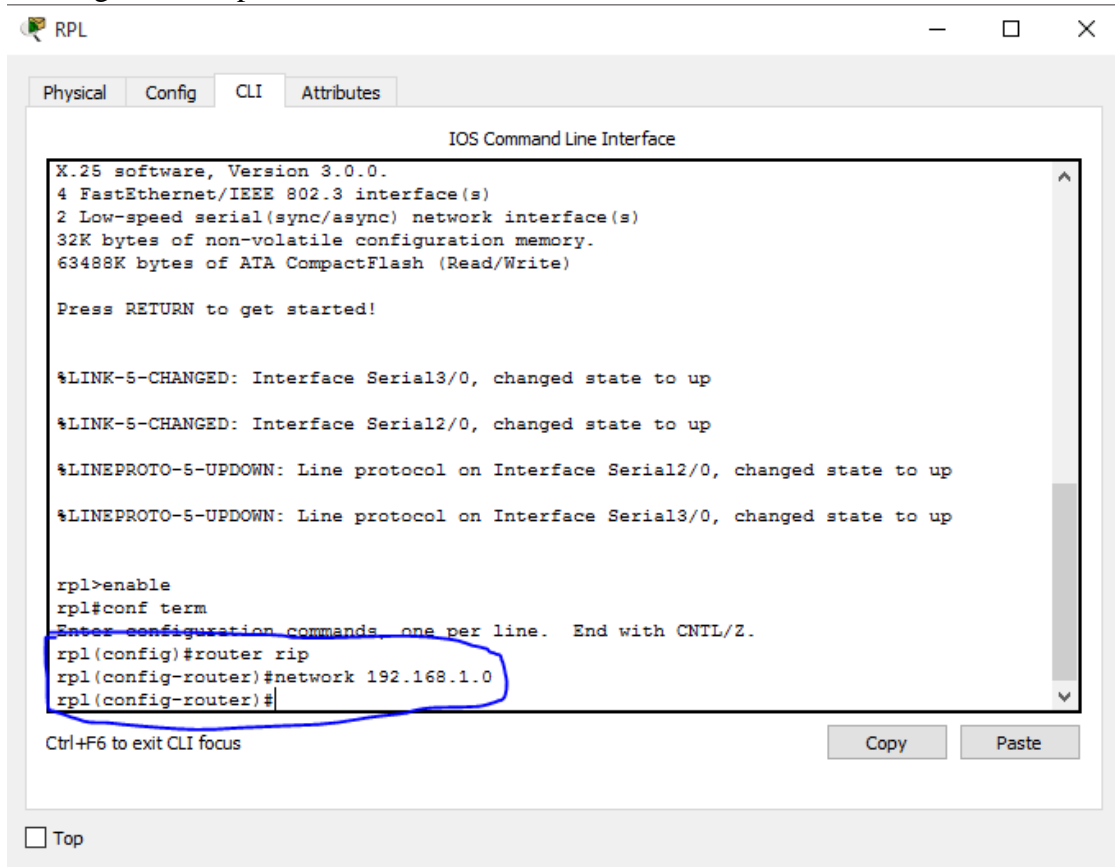 RPL
Physical Config CLI Attributes
IOS Command Line Interface
X.25 software, Version 3.0.0.
4 FastEthernet/IEEE 802.3 interface(s)
2 Low-speed serial(sync/async) network interface(s)
32K bytes of non-volatile configuration memory.
63488K bytes of ATA CompactFlash (Read/Write)
Press RETURN to get started!
%LINK-5-CHANGED: Interface Serial3/0, changed state to up
%LINK-5-CHANGED: Interface Serial2/0, changed state to up
%LINEPROTO-5-UPDOWN: Line protocol on Interface Serial2/0, changed state to up
%LINEPROTO-5-UPDOWN: Line protocol on Interface Serial3/0, changed state to up
rpl>enable
rpl#conf term
Enter configuration commands, one per line. End with CNTL/Z.
rpl(config)#router rip
rpl(config-router)#network 192.168.1.0
rpl(config-router)#
Ctrl+F6 to exit CLI focus
Copy Paste
Top